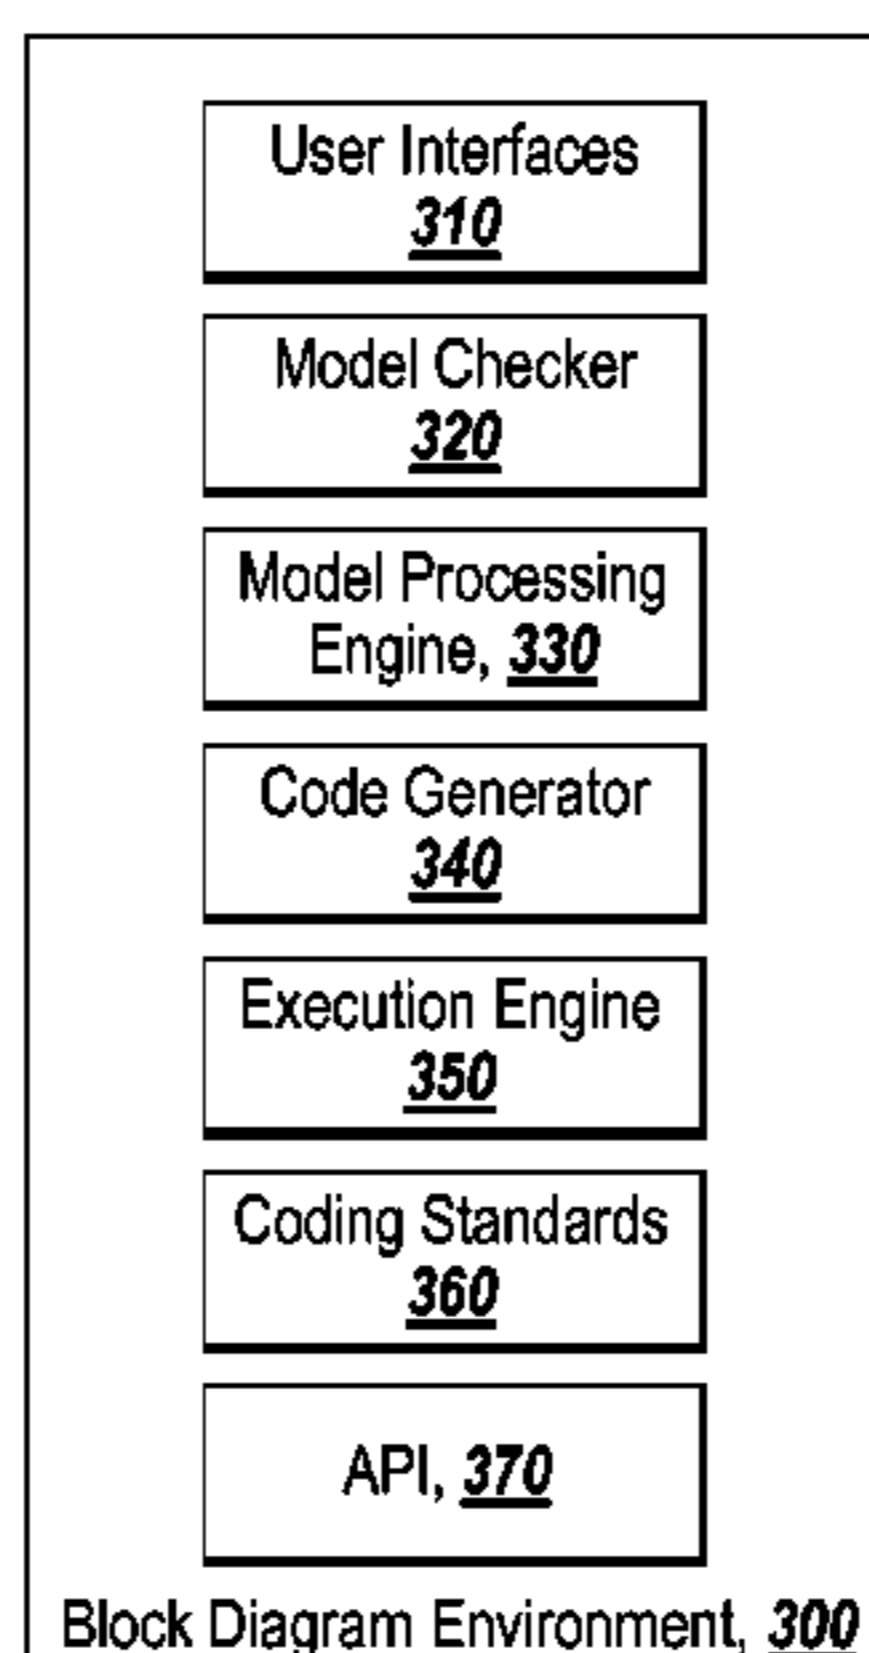 User Interfaces
310
Model Checker
320
Model Processing
Engine, 330
Code Generator
340
Execution Engine
350
Coding Standards
360
API, 370
Block Diagram Environment, 300